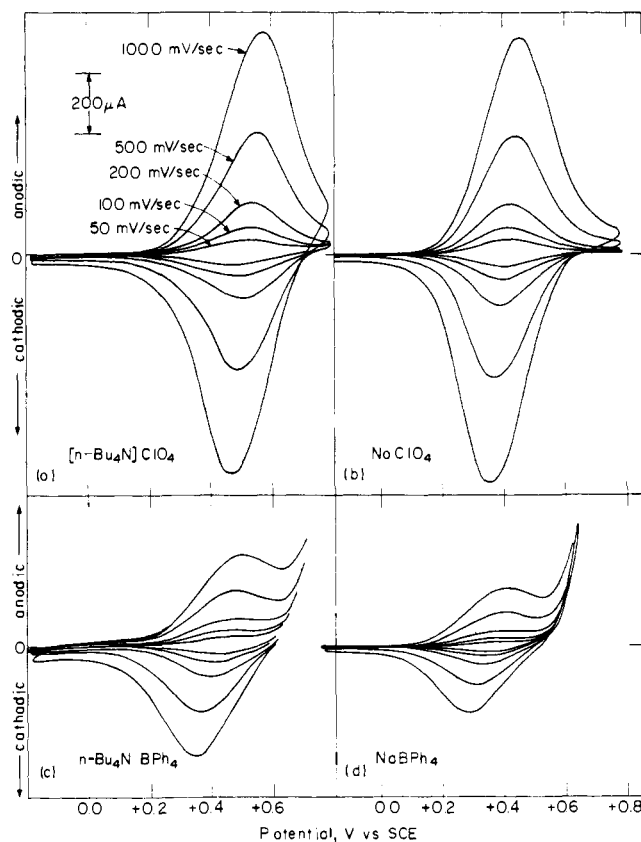 1000 mV/sec
200μA
500 mV/sec
200 mV/sec
100 mV/sec
50 mV/sec
anodic
0
cathodic
[n-Bu4N] ClO4
(a)
NaClO4
(b)
anodic
0
cathodic
n-Bu4N BPh4
(c)
NaBPh4
(d)
0.0 +0.2 +0.4 +0.6 0.0 +0.2 +0.4 +0.6 +0.8
Potential, V vs SCE